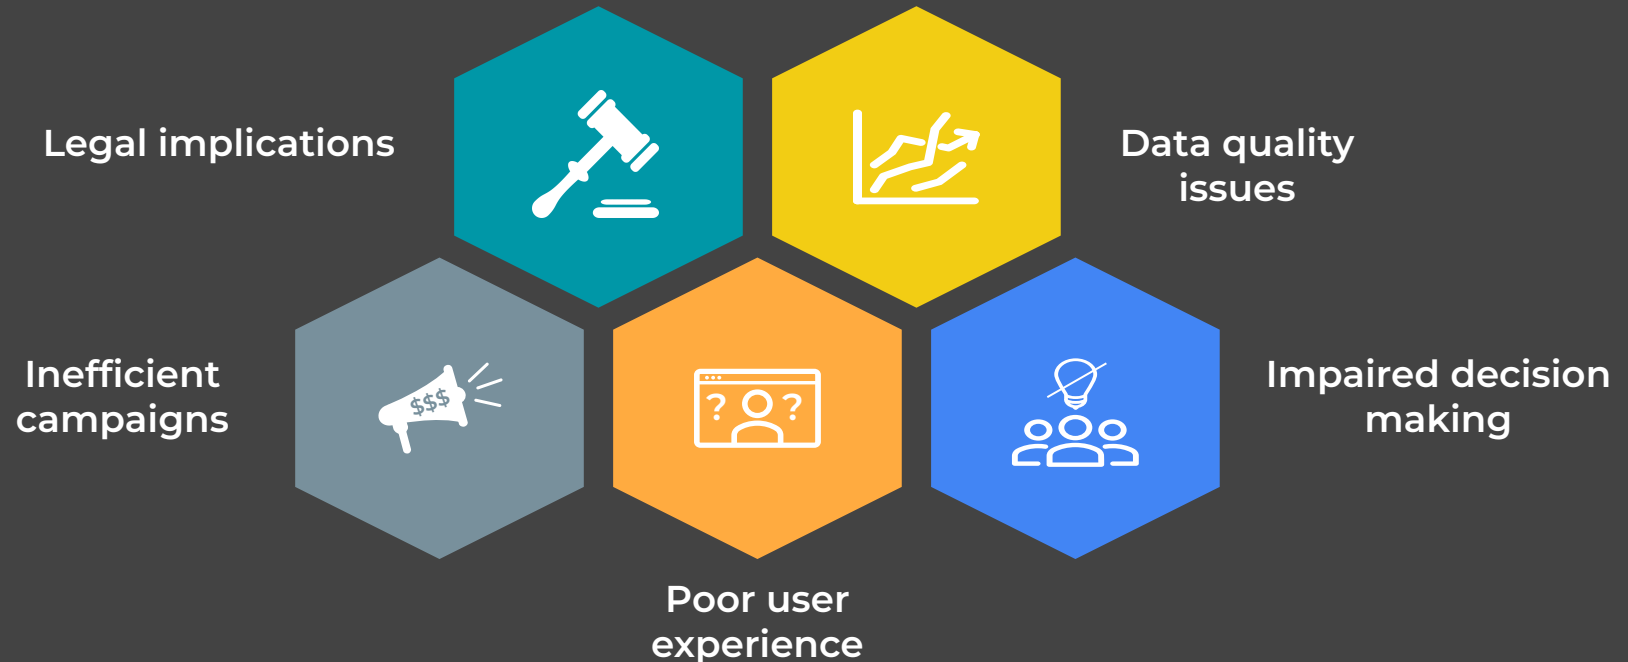 Legal implications
Data quality
issues
Inefficient
campaigns
$$$
? ?
Impaired decision
making
Poor user
experience